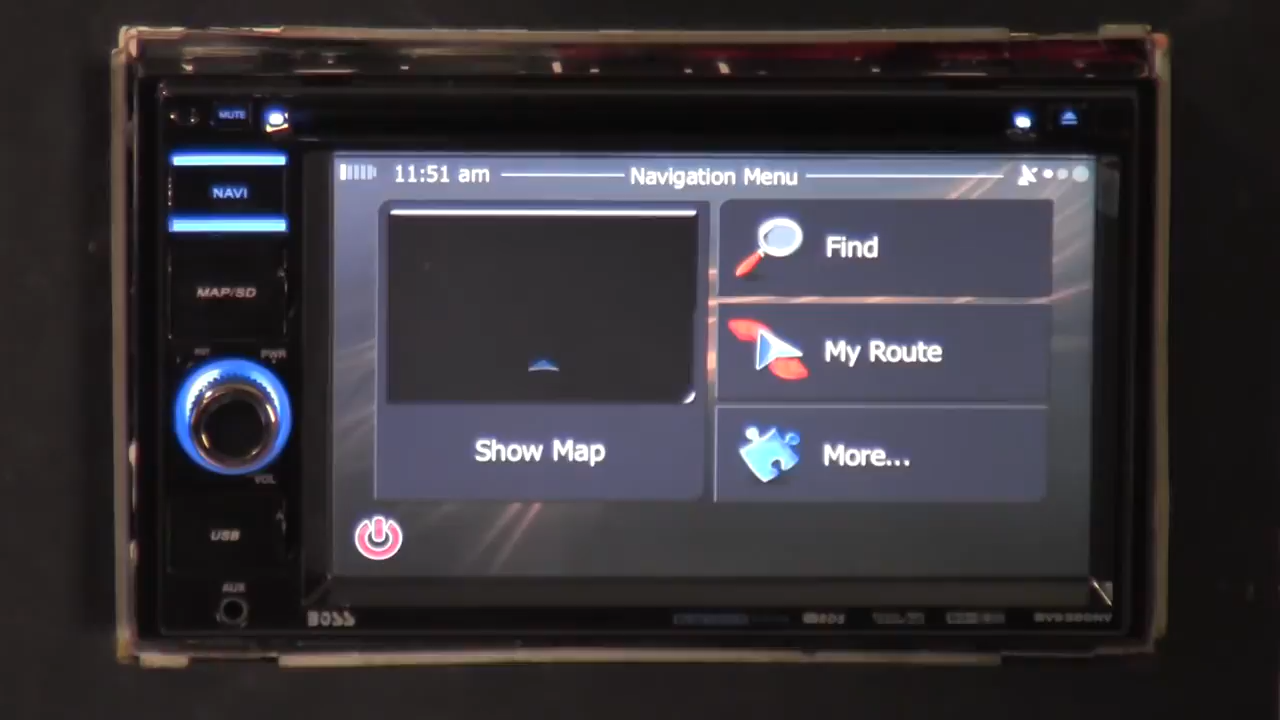 MUTE
NAVI
MAP/SD
PWR
VOL
USB
AUX
11:51 am
Navigation Menu
Find
My Route
More...
Show Map
BOSS